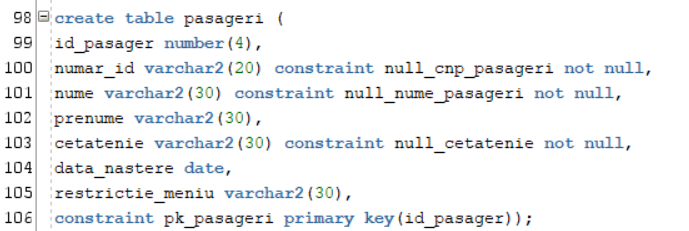 98 create table pasageri (
99 id_pasager number(4),
100 numar_id varchar2(20) constraint null_cnp_pasageri not null,
101 nume varchar2(30) constraint null_nume_pasageri not null,
102 prenume varchar2(30),
103 cetatenie varchar2(30) constraint null_cetatenie not null,
104 data_nastere date,
105 restrictie_meniu varchar2(30),
106 constraint pk_pasageri primary key(id_pasager));